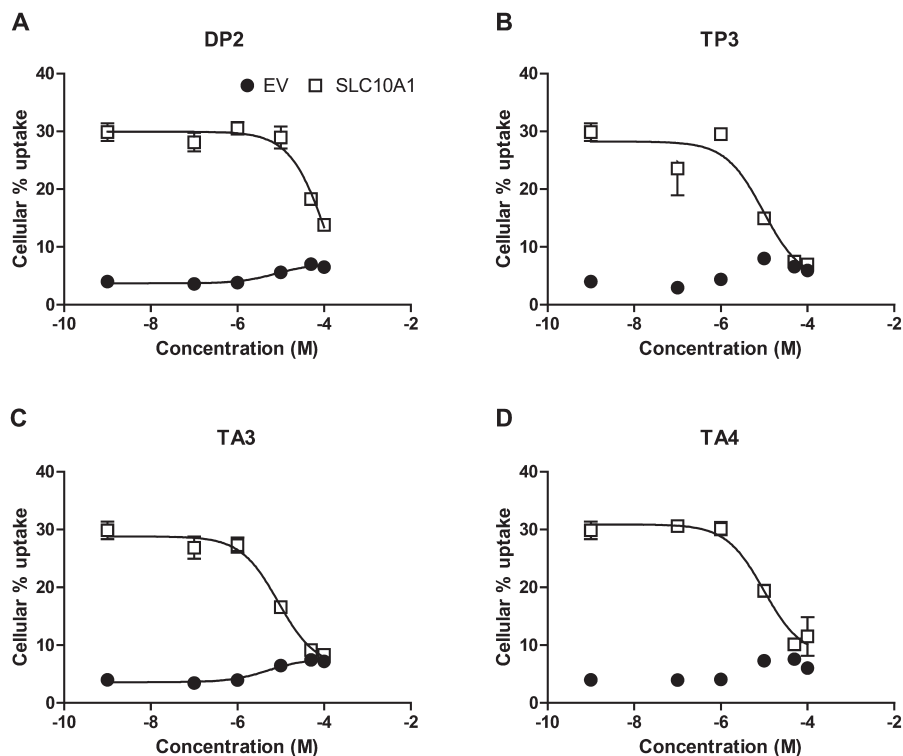 A
DP2
EV SLC10A1
Cellular % uptake
40
30
20
10
0
-10 -8 -6 -4 -2
Concentration (M)
B
TP3
Cellular % uptake
40
30
20
10
0
-10 -8 -6 -4 -2
Concentration (M)
C
TA3
Cellular % uptake
40
30
20
10
0
-10 -8 -6 -4 -2
Concentration (M)
D
TA4
Cellular % uptake
40
30
20
10
0
-10 -8 -6 -4 -2
Concentration (M)